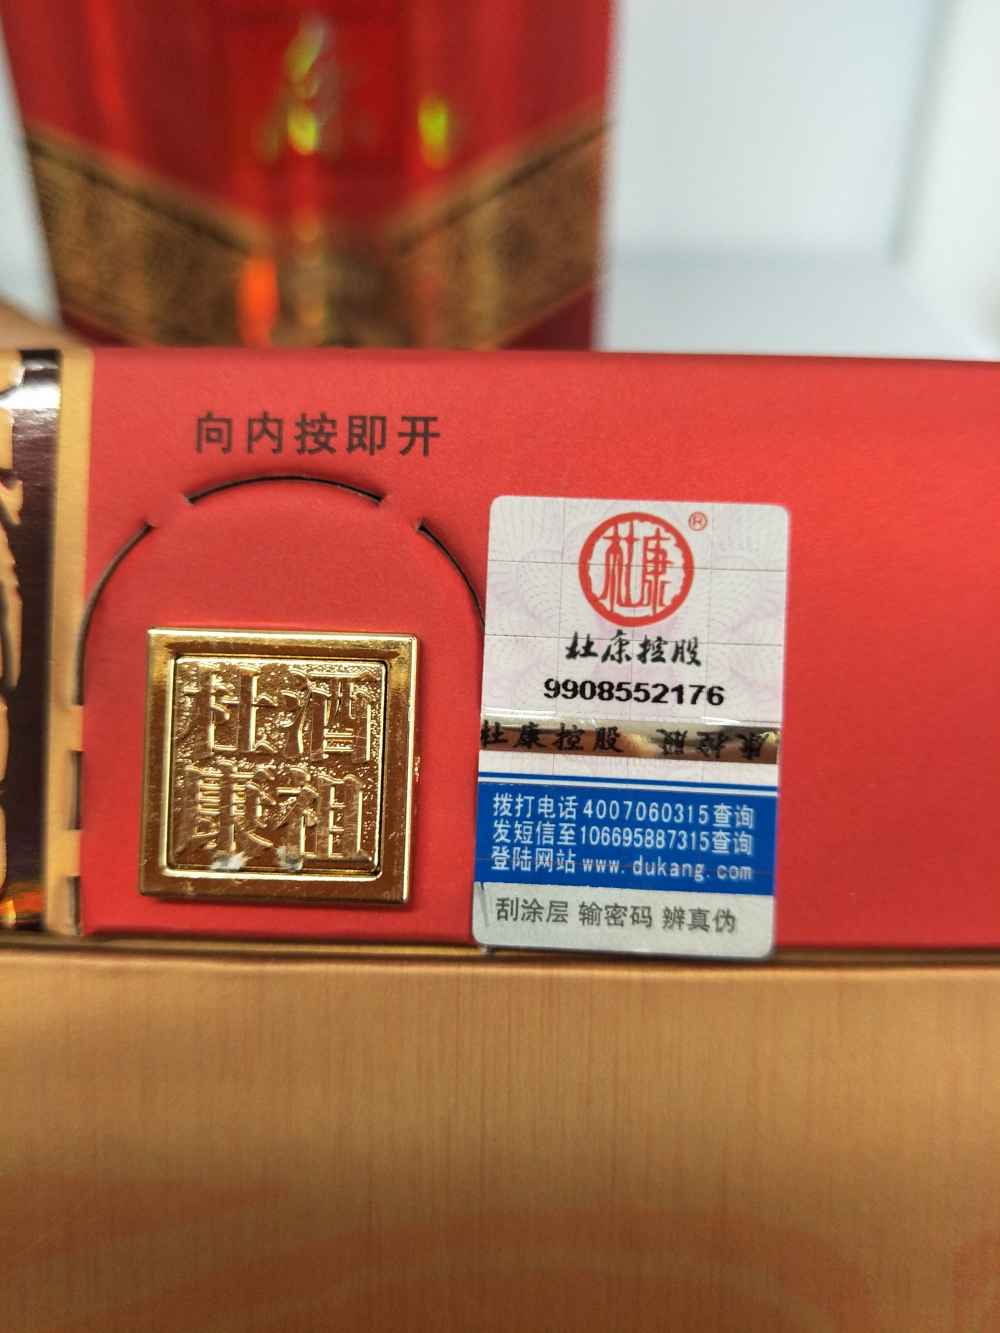 向内按即开
酒祖
杜康
杜康
®
杜康控股
9908552176
杜康控股
拨打电话4007060315查询
发短信至106695887315查询
登陆网站www.dukang.com
刮涂层 输密码 辨真伪